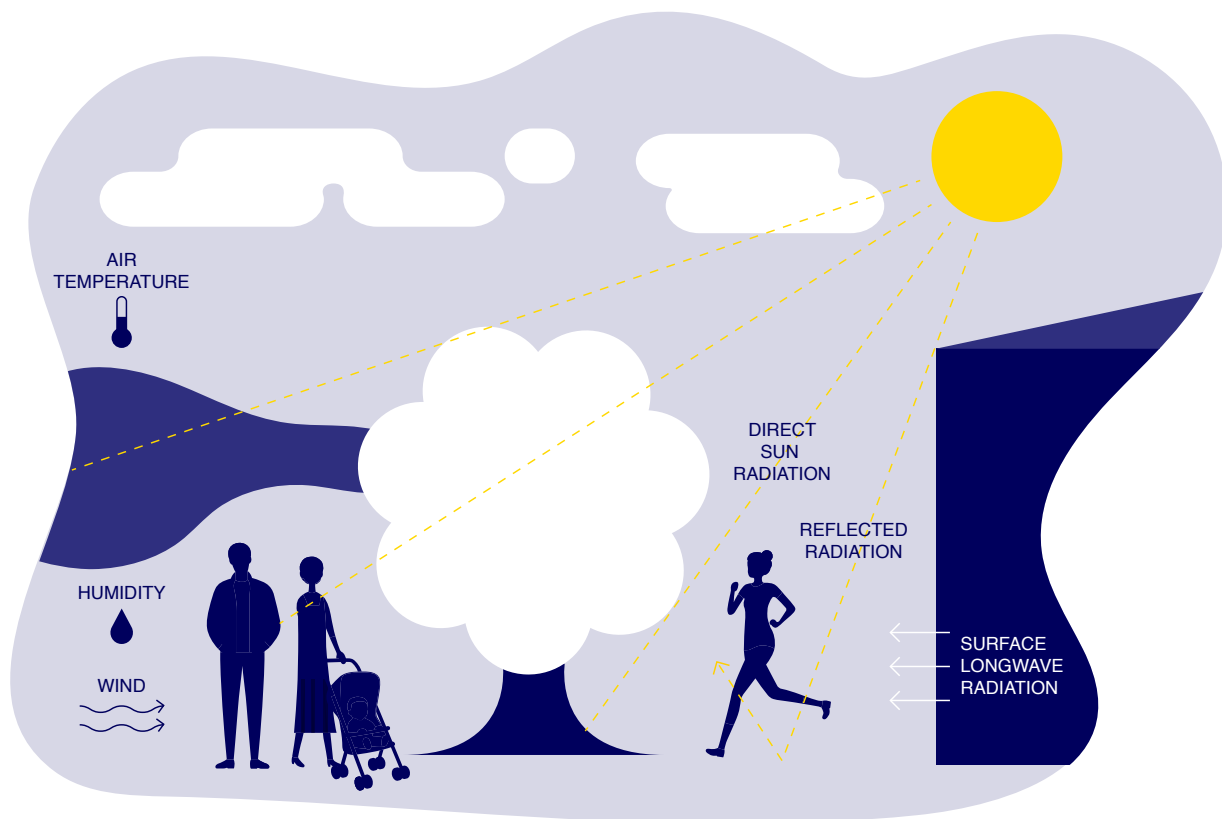 AIR
TEMPERATURE
DIRECT
SUN
RADIATION
REFLECTED
RADIATION
HUMIDITY
WIND
SURFACE
LONGWAVE
RADIATION